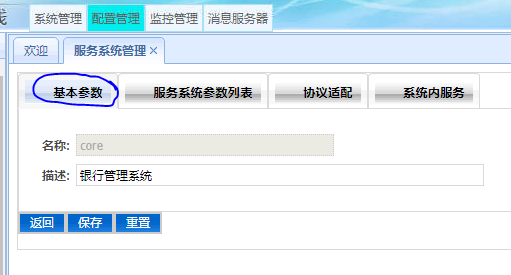 线 系统管理 配置管理 监控管理 消息服务器
欢迎 服务系统管理 ×
基本参数 服务系统参数列表 协议适配 系统内服务
名称: core
描述: 银行管理系统
返回 保存 重置